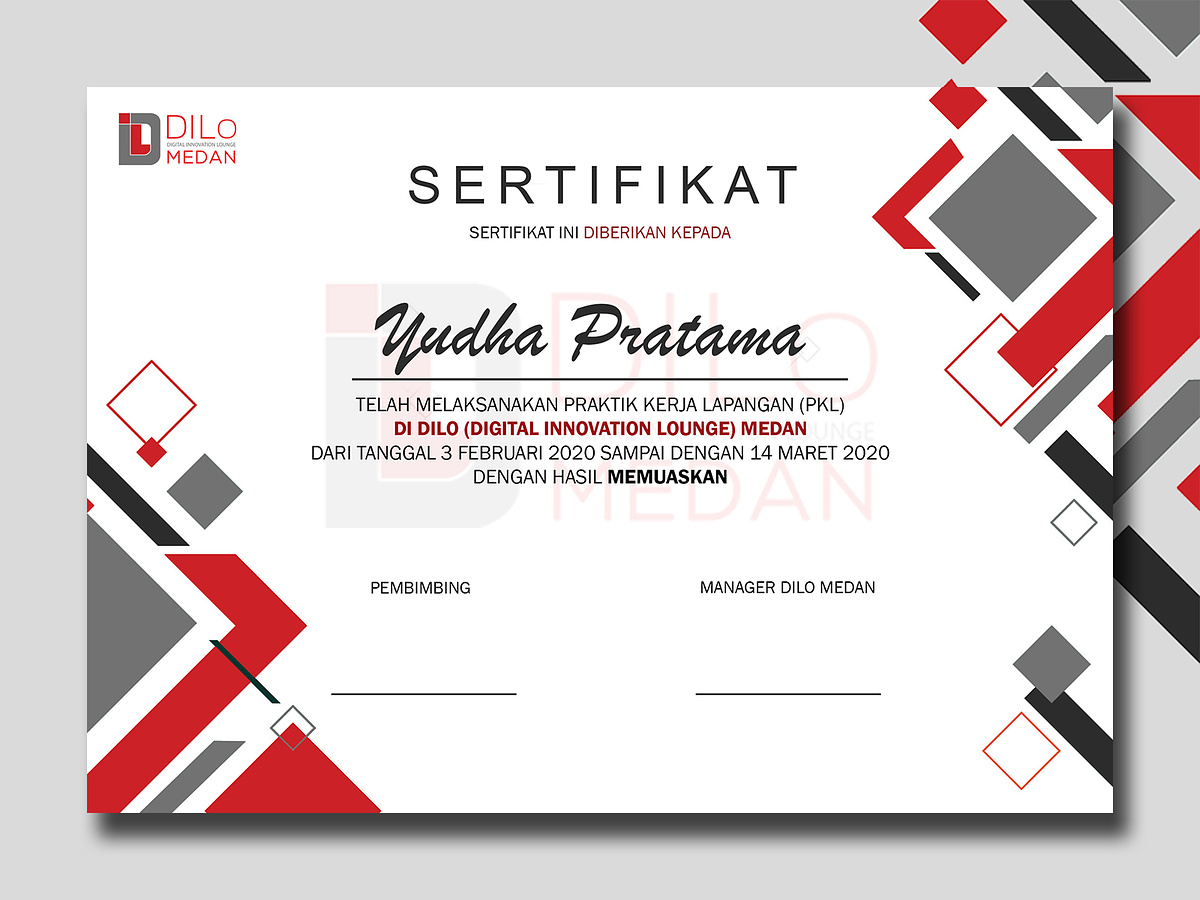 DILo
DIGITAL INNOVATION LOUNGE
MEDAN
SERTIFIKAT
SERTIFIKAT INI DIBERIKAN KEPADA
Yudha Pratama
TELAH MELAKSANAKAN PRAKTIK KERJA LAPANGAN (PKL)
DI DILO (DIGITAL INNOVATION LOUNGE) MEDAN
DARI TANGGAL 3 FEBRUARI 2020 SAMPAI DENGAN 14 MARET 2020
DENGAN HASIL MEMUASKAN
DILo
LOUNGE
MEDAN
PEMBIMBING
MANAGER DILO MEDAN